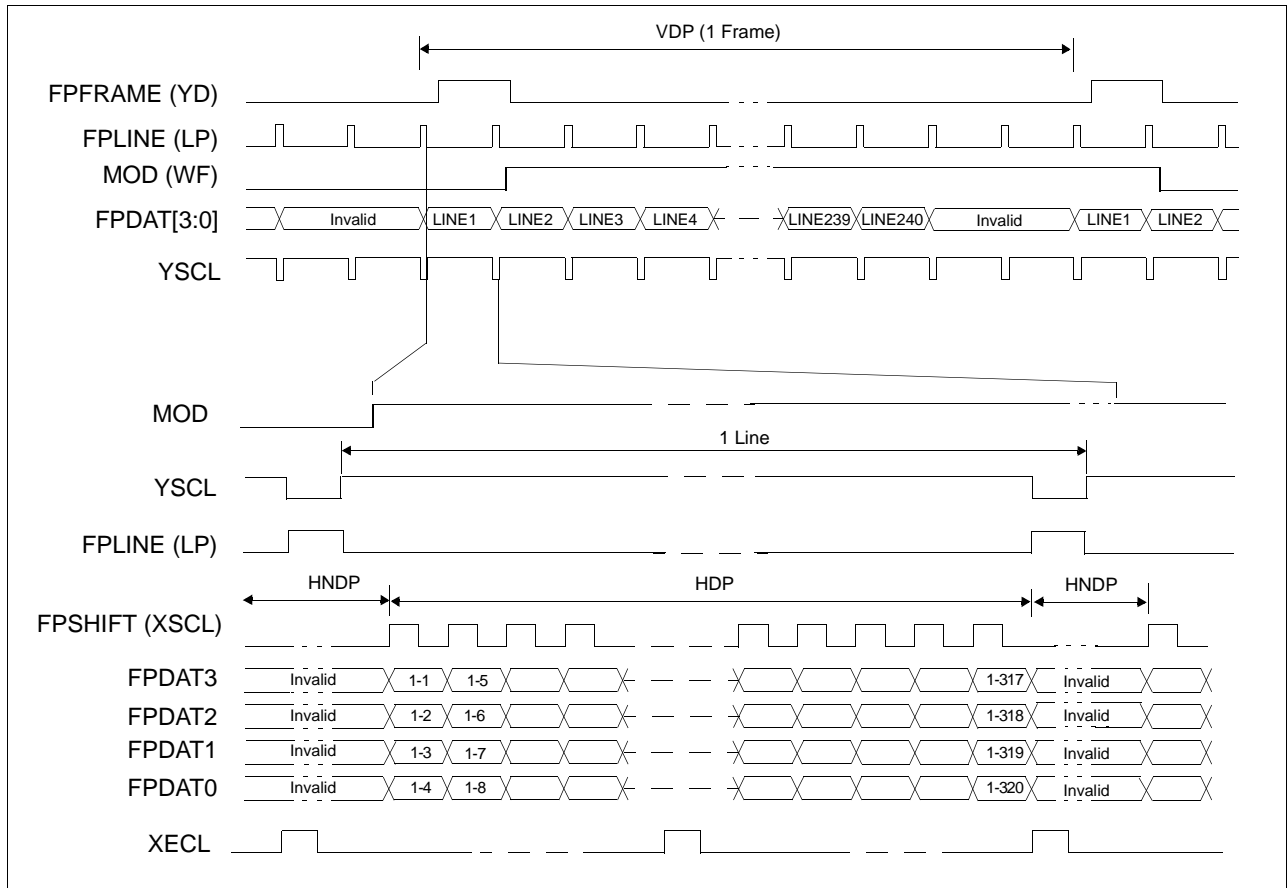 VDP (1 Frame)
FPFRAME (YD)
FPLINE (LP)
MOD (WF)
FPDAT[3:0] Invalid LINE1 LINE2 LINE3 LINE4 LINE239 LINE240 Invalid LINE1 LINE2
YSCL
MOD
1 Line
YSCL
FPLINE (LP)
HNDP HDP HNDP
FPSHIFT (XSCL)
FPDAT3 Invalid 1-1 1-5 1-317 Invalid
FPDAT2 Invalid 1-2 1-6 1-318 Invalid
FPDAT1 Invalid 1-3 1-7 1-319 Invalid
FPDAT0 Invalid 1-4 1-8 1-320 Invalid
XECL